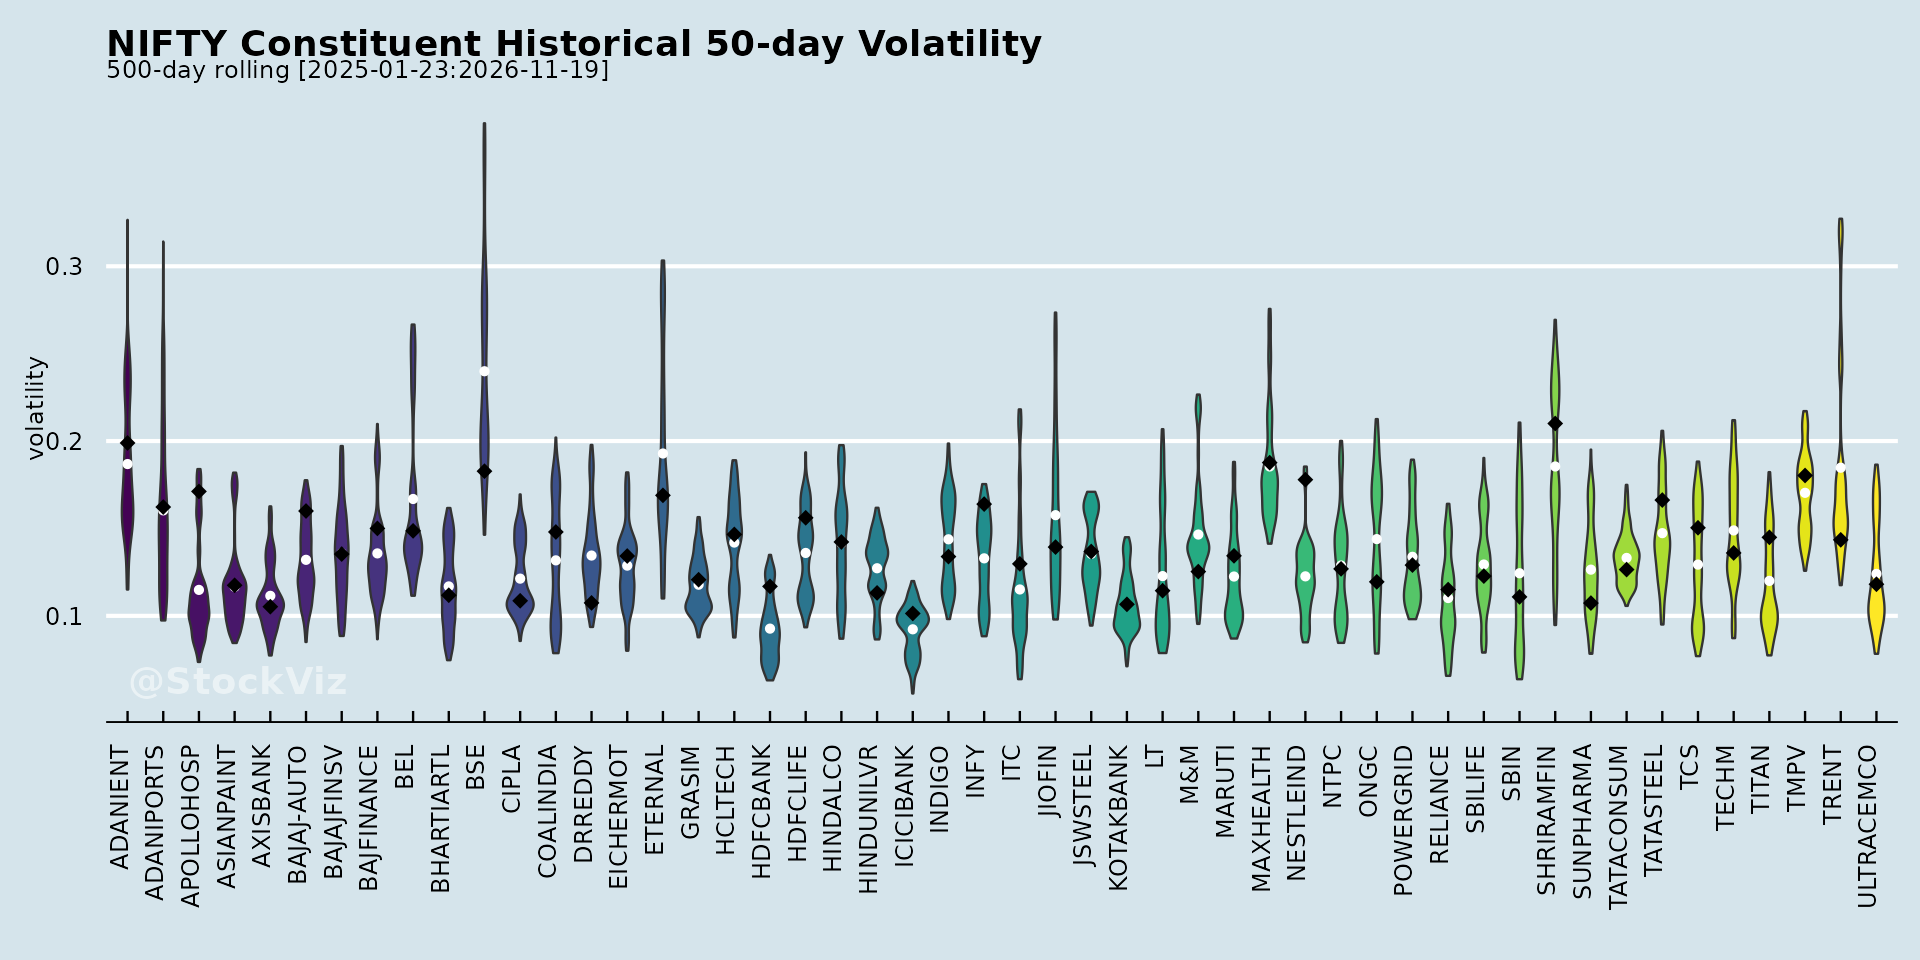 NIFTY Constituent Historical 50-day Volatility
500-day rolling [2025-01-23:2026-11-19]
volatility
0.3
0.2
0.1
@StockViz
ADANIENT
ADANIPORTS
APOLLOHOSP
ASIANPAINT
AXISBANK
BAJAJ-AUTO
BAJAJFINSV
BAJFINANCE
BEL
BHARTIARTL
BSE
CIPLA
COALINDIA
DRREDDY
EICHERMOT
ETERNAL
GRASIM
HCLTECH
HDFCBANK
HDFCLIFE
HINDALCO
HINDUNILVR
ICICIBANK
INDIGO
INFY
ITC
JIOFIN
JSWSTEEL
KOTAKBANK
LT
M&M
MARUTI
MAXHEALTH
NESTLEIND
NTPC
ONGC
POWERGRID
RELIANCE
SBILIFE
SBIN
SHRIRAMFIN
SUNPHARMA
TATACONSUM
TATASTEEL
TCS
TECHM
TITAN
TMPV
TRENT
ULTRACEMCO